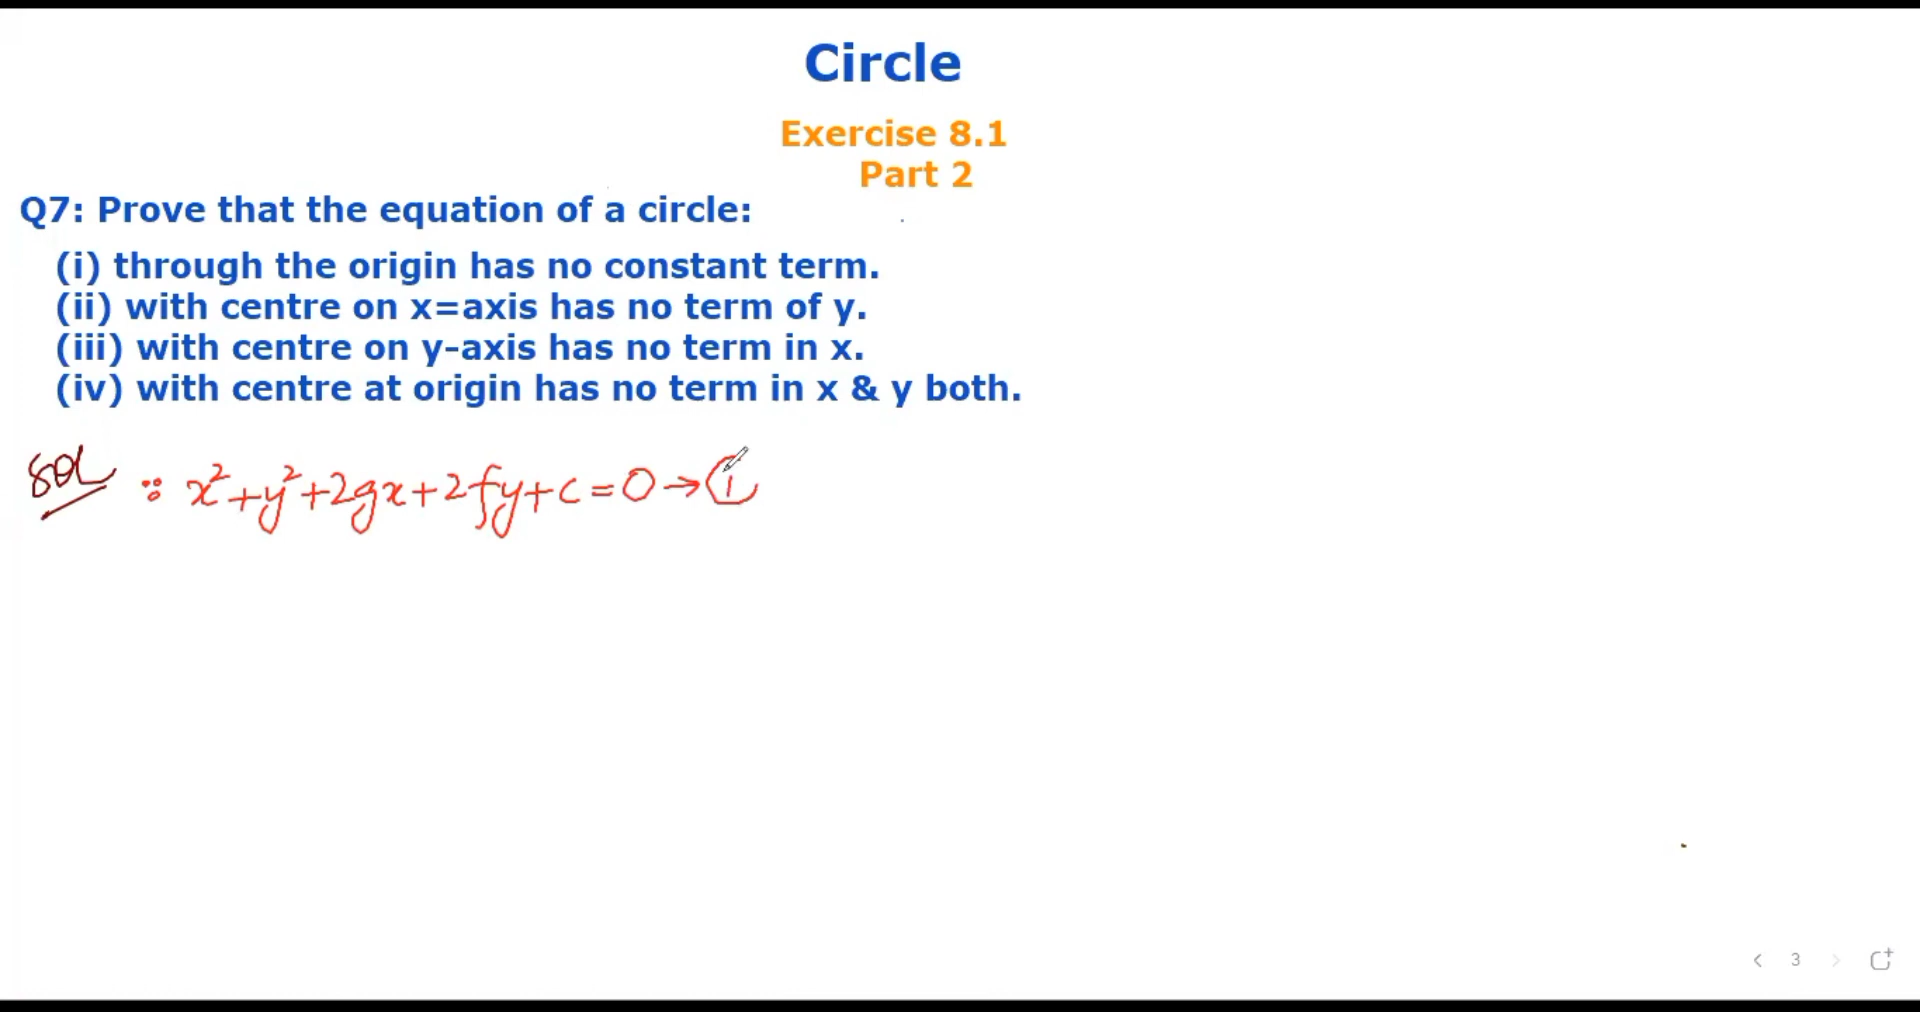 Circle
Exercise 8.1
Part 2
Q7: Prove that the equation of a circle:
(i) through the origin has no constant term.
(ii) with centre on x=axis has no term of y.
(iii) with centre on y-axis has no term in x.
(iv) with centre at origin has no term in x & y both.
Sol ∵ x²+y²+2gx+2fy+c=0→①
3